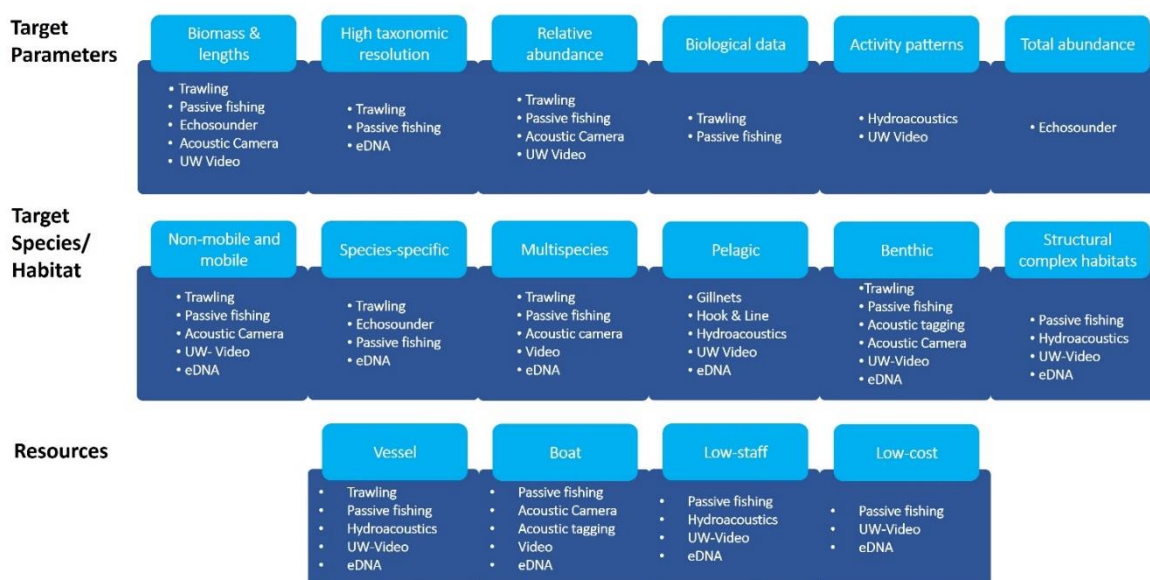 Target
Parameters
Biomass &
lengths
• Trawling
• Passive fishing
• Echosounder
• Acoustic Camera
• UW Video
High taxonomic
resolution
• Trawling
• Passive fishing
• eDNA
Relative
abundance
• Trawling
• Passive fishing
• Acoustic Camera
• UW Video
Biological data
• Trawling
• Passive fishing
Activity patterns
• Hydroacoustics
• UW Video
Total abundance
• Echosounder
Target
Species/
Habitat
Non-mobile and
mobile
• Trawling
• Passive fishing
• Acoustic Camera
• UW- Video
• eDNA
Species-specific
• Trawling
• Echosounder
• Passive fishing
• eDNA
Multispecies
• Trawling
• Passive fishing
• Acoustic camera
• Video
• eDNA
Pelagic
• Gillnets
• Hook & Line
• Hydroacoustics
• UW Video
• eDNA
Benthic
•Trawling
• Passive fishing
• Acoustic tagging
• Acoustic Camera
• UW-Video
• eDNA
Structural
complex habitats
• Passive fishing
• Hydroacoustics
• UW-Video
• eDNA
Resources
Vessel
• Trawling
• Passive fishing
• Hydroacoustics
• UW-Video
• eDNA
Boat
• Passive fishing
• Acoustic Camera
• Acoustic tagging
• Video
• eDNA
Low-staff
• Passive fishing
• Hydroacoustics
• UW-Video
• eDNA
Low-cost
• Passive fishing
• UW-Video
• eDNA